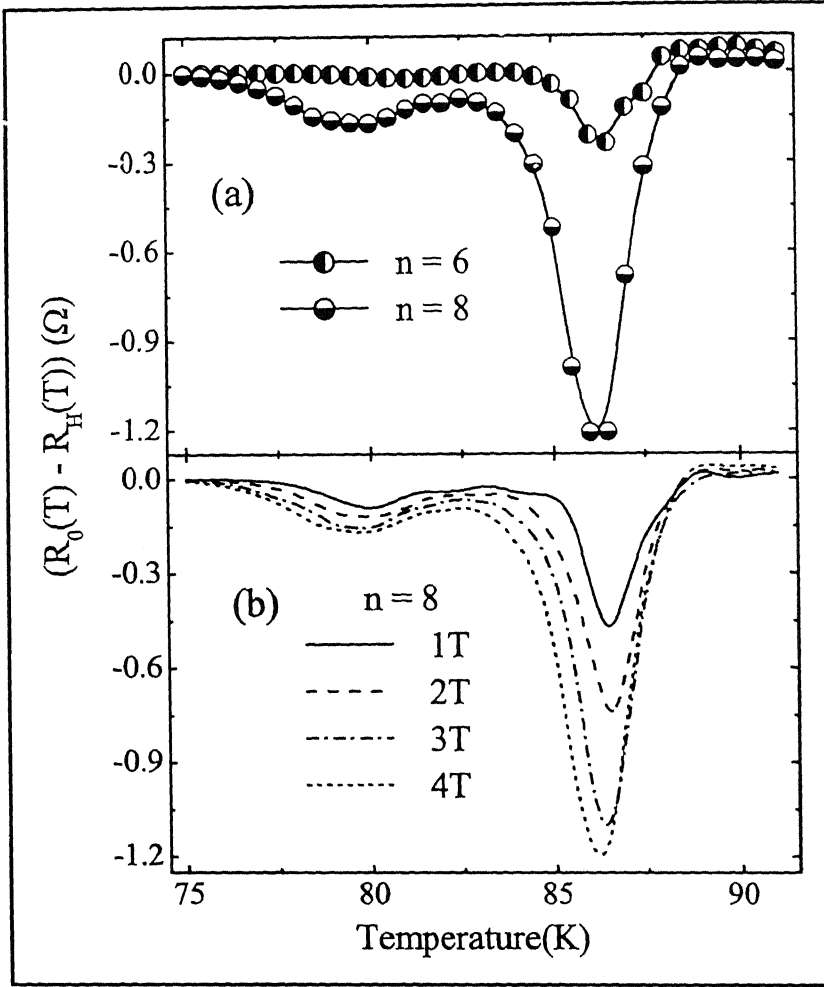 0.0
-0.3
-0.6
-0.9
-1.2
(a)
n = 6
n = 8
(R₀(T) - R_H(T)) (Ω)
0.0
-0.3
-0.6
-0.9
-1.2
(b)
n = 8
1T
2T
3T
4T
75 80 85 90
Temperature(K)